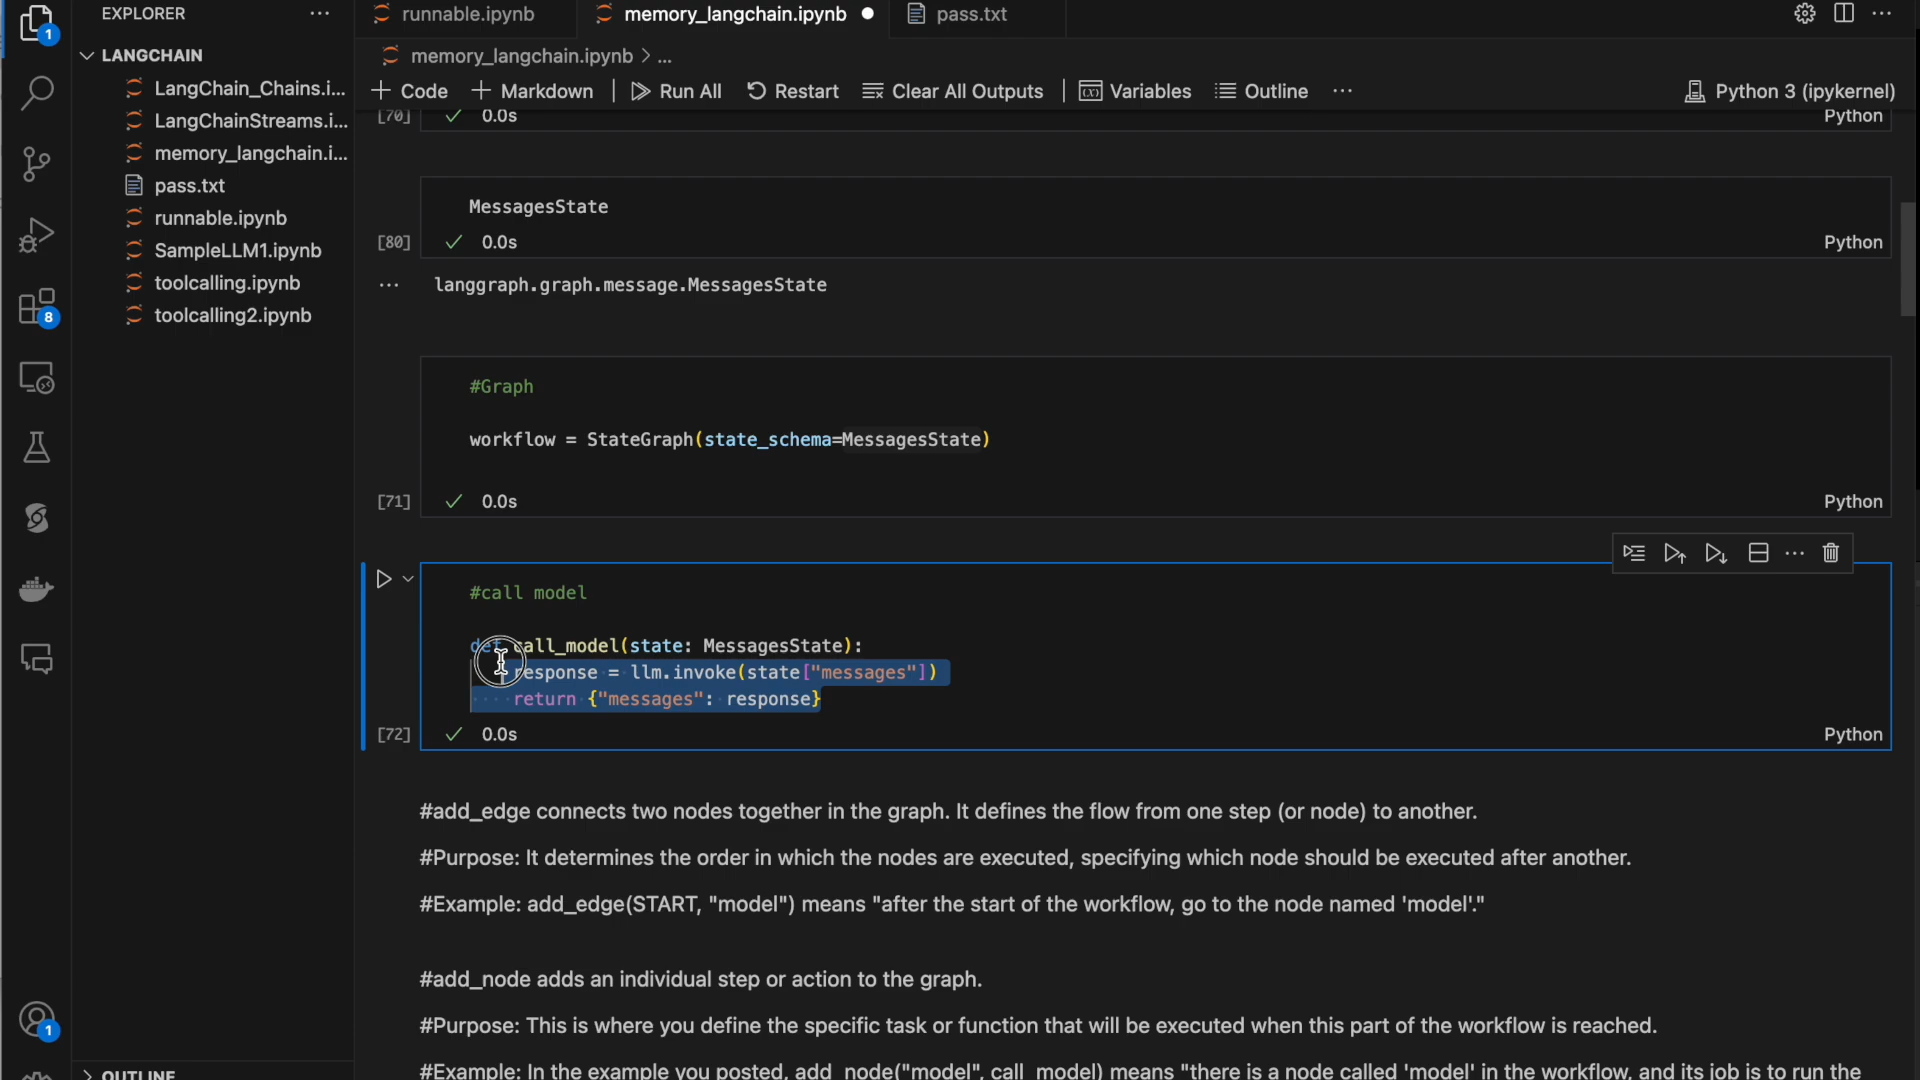 EXPLORER
LANGCHAIN
LangChain_Chains.i...
LangChainStreams.i...
memory_langchain.i...
pass.txt
runnable.ipynb
SampleLLM1.ipynb
toolcalling.ipynb
toolcalling2.ipynb
OUTLINE
1
8
1
runnable.ipynb
memory_langchain.ipynb
pass.txt
memory_langchain.ipynb > ...
+ Code + Markdown Run All Restart Clear All Outputs Variables Outline ... Python 3 (ipykernel)
[70] 0.0s Python
MessagesState
[80] 0.0s Python
... langgraph.graph.message.MessagesState
#Graph
workflow = StateGraph(state_schema=MessagesState)
[71] 0.0s Python
#call model
def call_model(state: MessagesState):
response = llm.invoke(state["messages"])
return {"messages": response}
[72] 0.0s Python
#add_edge connects two nodes together in the graph. It defines the flow from one step (or node) to another.
#Purpose: It determines the order in which the nodes are executed, specifying which node should be executed after another.
#Example: add_edge(START, "model") means "after the start of the workflow, go to the node named 'model'."
#add_node adds an individual step or action to the graph.
#Purpose: This is where you define the specific task or function that will be executed when this part of the workflow is reached.
#Example: In the example you posted, add_node("model", call_model) means "there is a node called 'model' in the workflow, and its job is to run the